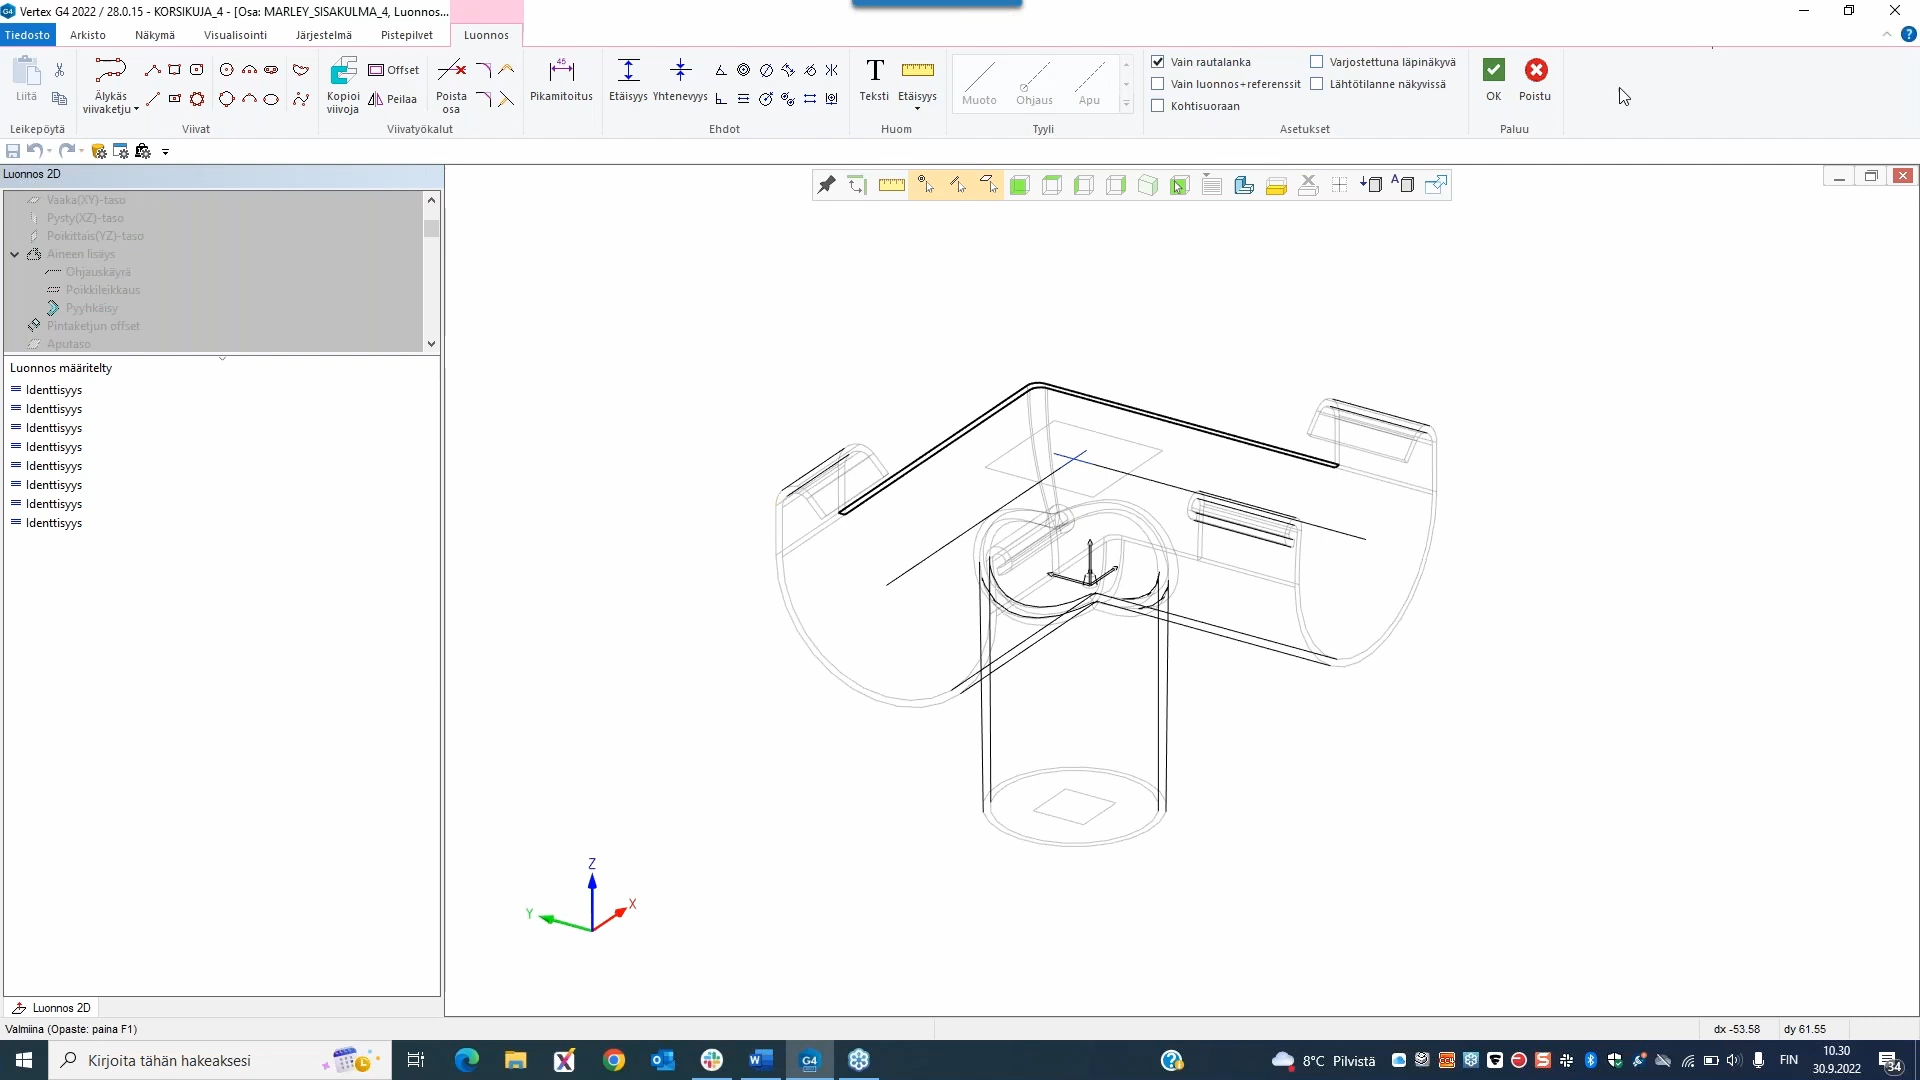 Vertex G4 2022 / 28.0.15 - KORSIKUJA_4 - [Osa: MARLEY_SISAKULMA_4, Luonnos...
Tiedosto
Arkisto
Näkymä
Visualisointi
Järjestelmä
Pistepilvet
Luonnos
Liitä
Älykäs
viivaketju
Kopioi
viivoja
Offset
Peilaa
Poista
osa
45
Pikamitoitus
Etäisyys
Yhtenevyys
T
Teksti
Etäisyys
Muoto
Ohjaus
Apu
Vain rautalanka
Vain luonnos+referenssit
Kohtisuoraan
Varjostettuna läpinäkyvä
Lähtötilanne näkyvissä
OK
Poistu
Leikepöytä
Viivat
Viivatyökalut
Ehdot
Huom
Tyyli
Asetukset
Paluu
Luonnos 2D
Vaaka(XY)-taso
Pysty(XZ)-taso
Poikittais(YZ)-taso
Aineen lisäys
Ohjauskäyrä
Poikkileikkaus
Pyyhkäisy
Pintaketjun offset
Aputaso
Luonnos määritelty
Identtisyys
Identtisyys
Identtisyys
Identtisyys
Identtisyys
Identtisyys
Identtisyys
Identtisyys
Z
Y
X
Luonnos 2D
Valmiina (Opaste: paina F1)
dx -53.58
dy 61.55
Kirjoita tähän hakeaksesi
G4
8°C Pilvistä
FIN
10.30
30.9.2022
34